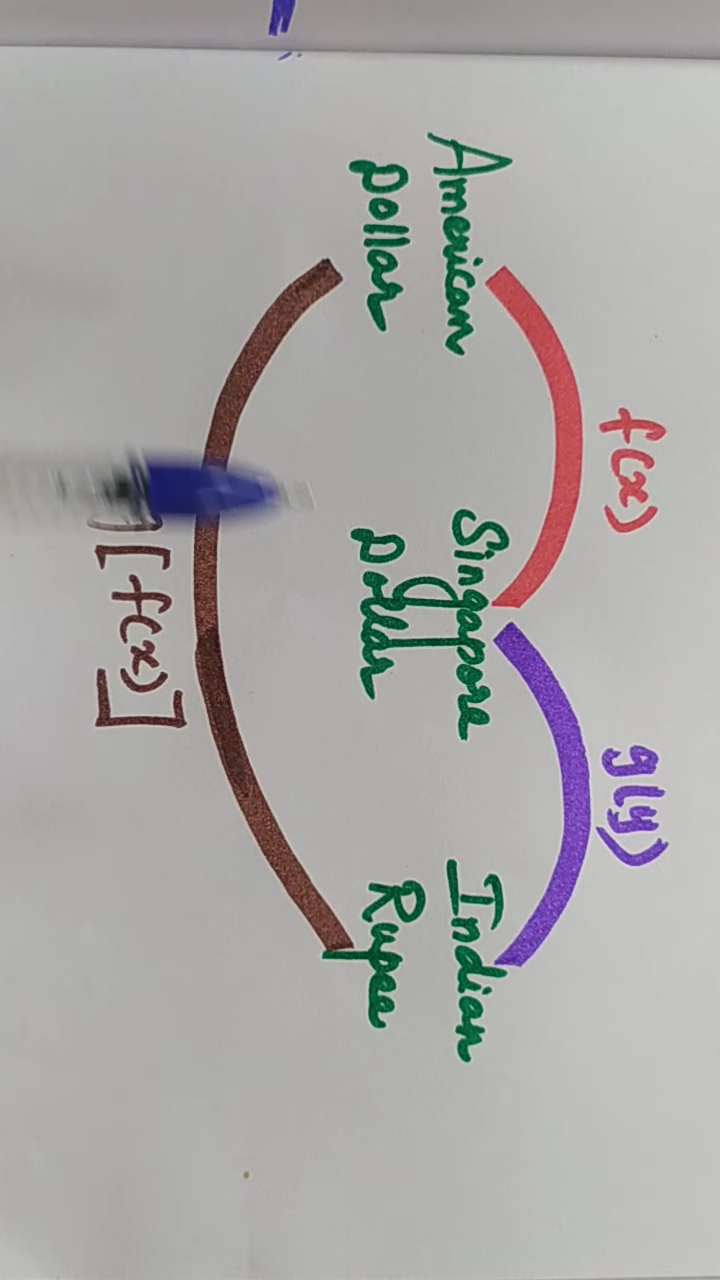 f(x)
g(y)
American
Dollar
Singapore
Dollar
Indian
Rupee
[f(x)]